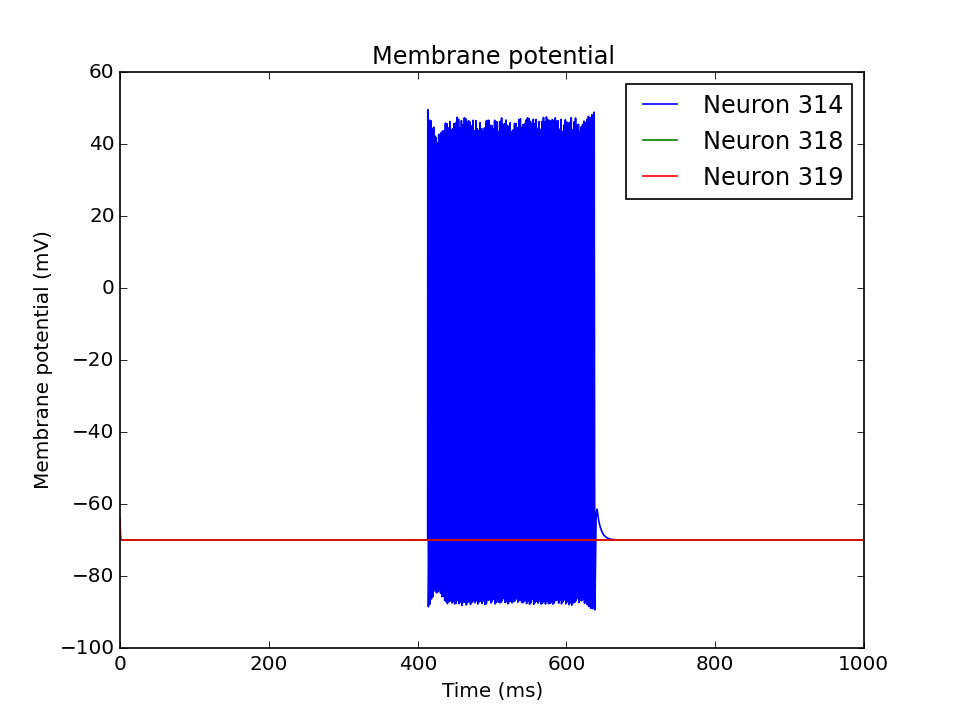 Membrane potential
Neuron 314
Neuron 318
Neuron 319
60
40
20
0
−20
−40
−60
−80
−100
Membrane potential (mV)
0 200 400 600 800 1000
Time (ms)